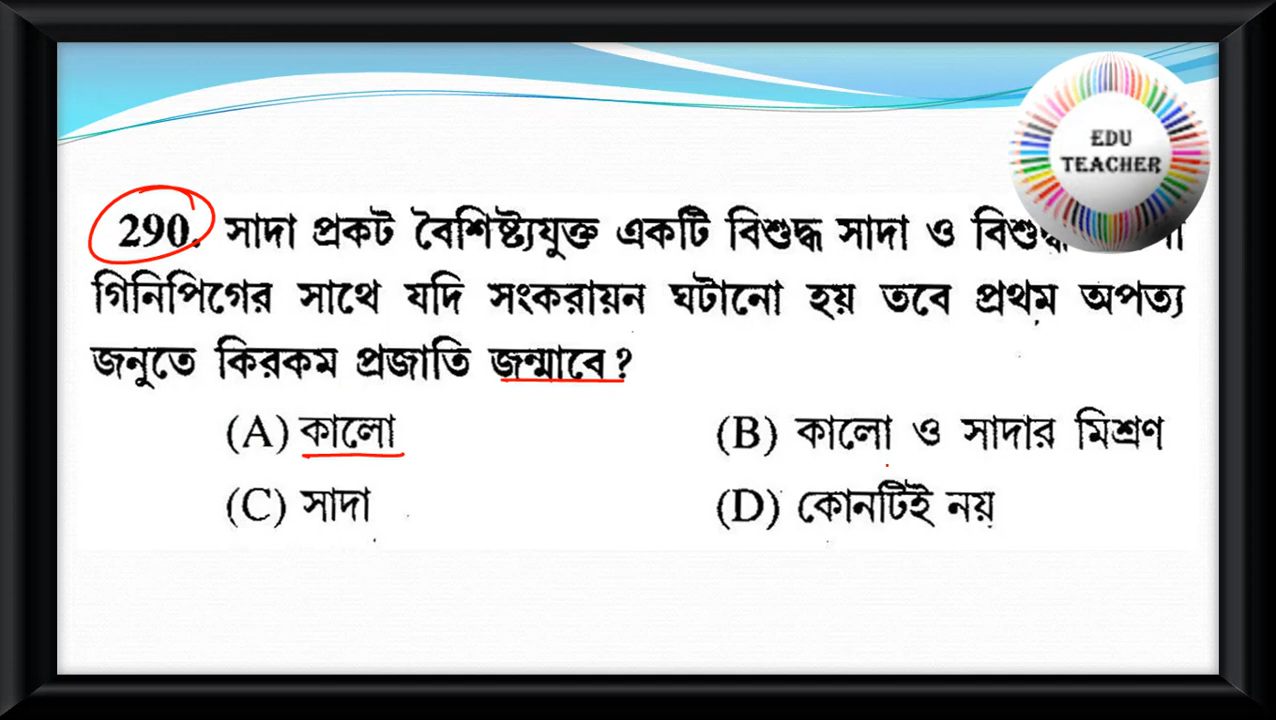 EDU
TEACHER
290. সাদা প্রকট বৈশিষ্ট্যযুক্ত একটি বিশুদ্ধ সাদা ও বিশুদ্ধ
গিনিপিগের সাথে যদি সংকরায়ন ঘটানো হয় তবে প্রথম অপত্য
জনুতে কিরকম প্রজাতি জন্মাবে ?
(A) কালো
(B) কালো ও সাদার মিশ্রণ
(C) সাদা
(D) কোনটিই নয়